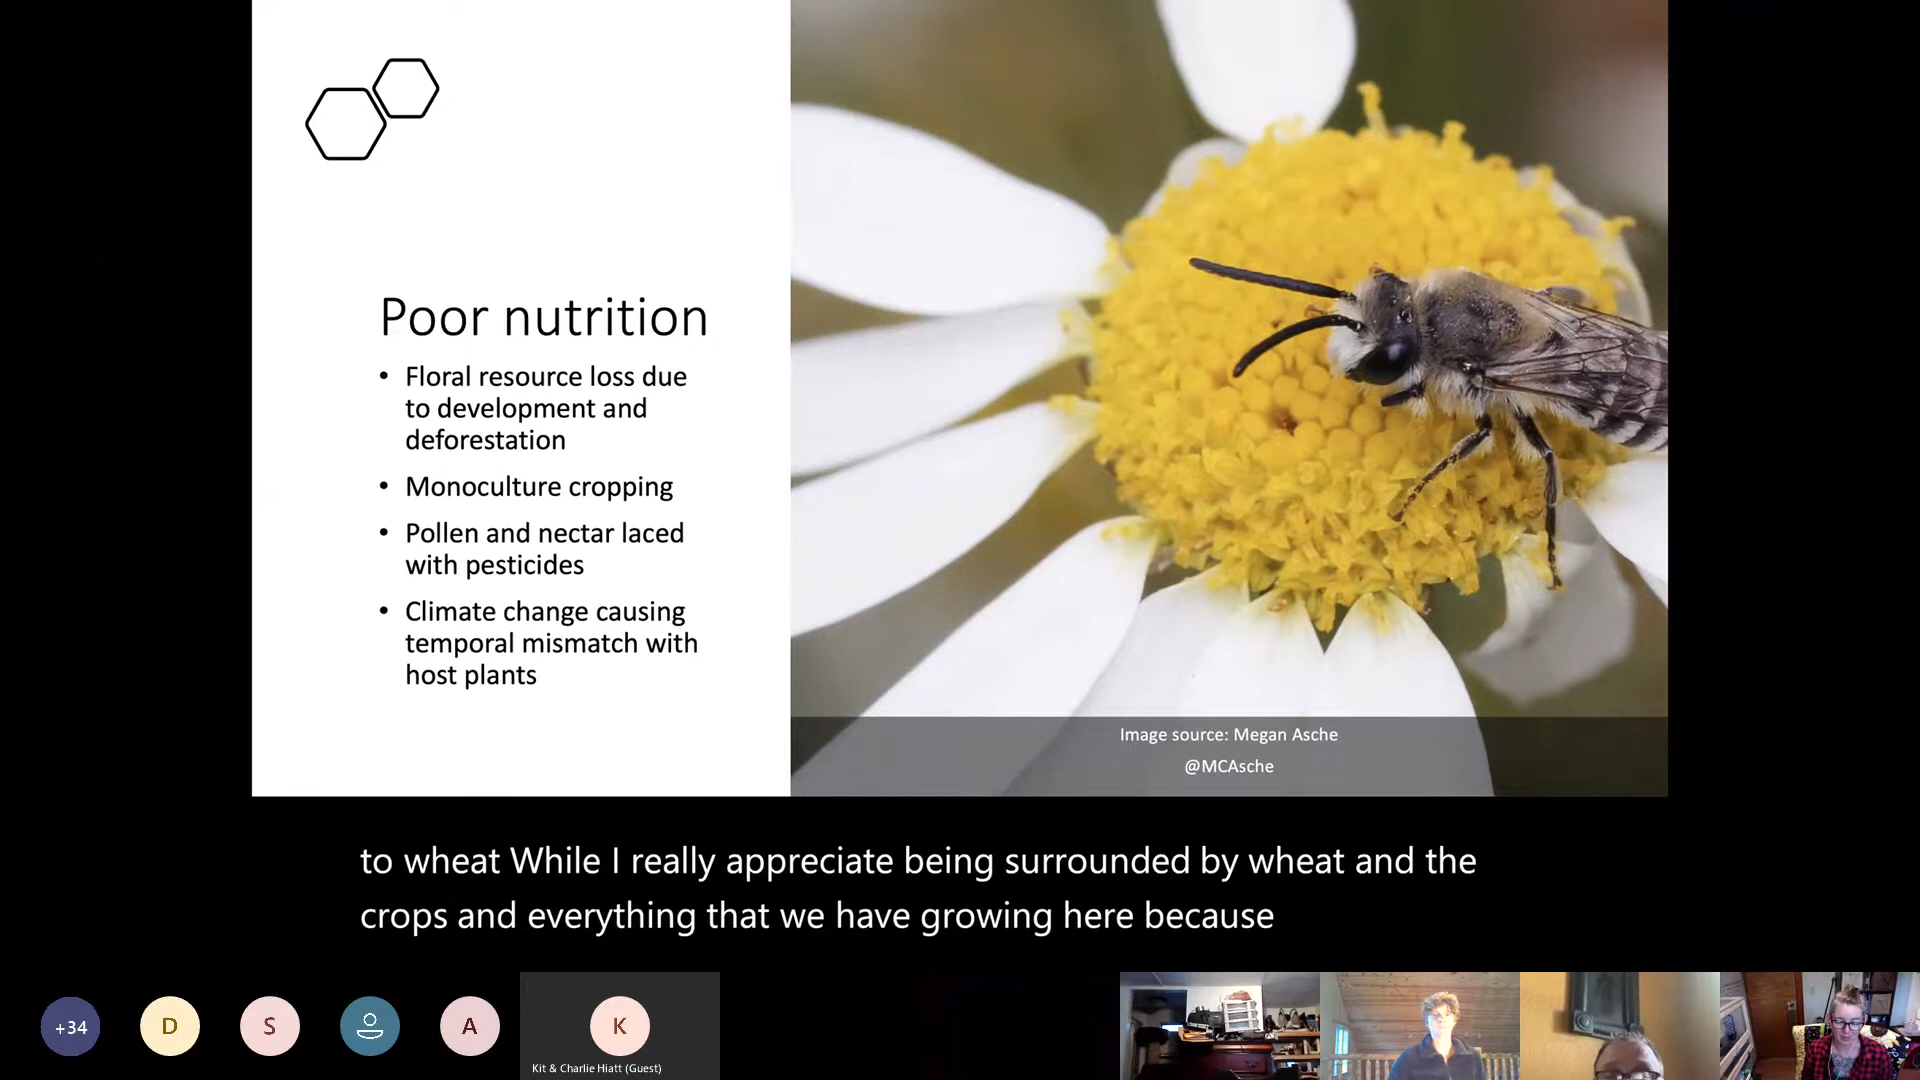 Poor nutrition
• Floral resource loss due
to development and
deforestation
• Monoculture cropping
• Pollen and nectar laced
with pesticides
• Climate change causing
temporal mismatch with
host plants
Image source: Megan Asche
@MCAsche
to wheat While I really appreciate being surrounded by wheat and the
crops and everything that we have growing here because
+34
D
S
A
K
Kit & Charlie Hiatt (Guest)